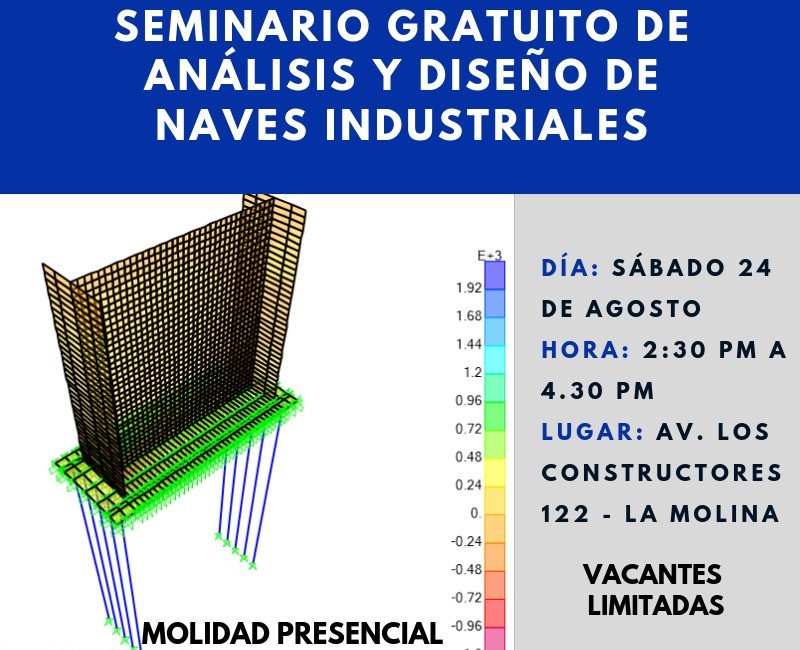 SEMINARIO GRATUITO DE
ANÁLISIS Y DISEÑO DE
NAVES INDUSTRIALES
E+3
1.92
1.68
1.44
1.2
0.96
0.72
0.48
0.24
0.
-0.24
-0.48
-0.72
-0.96
DÍA: SÁBADO 24
DE AGOSTO
HORA: 2:30 PM A
4.30 PM
LUGAR: AV. LOS
CONSTRUCTORES
122 - LA MOLINA
VACANTES
LIMITADAS
MOLIDAD PRESENCIAL